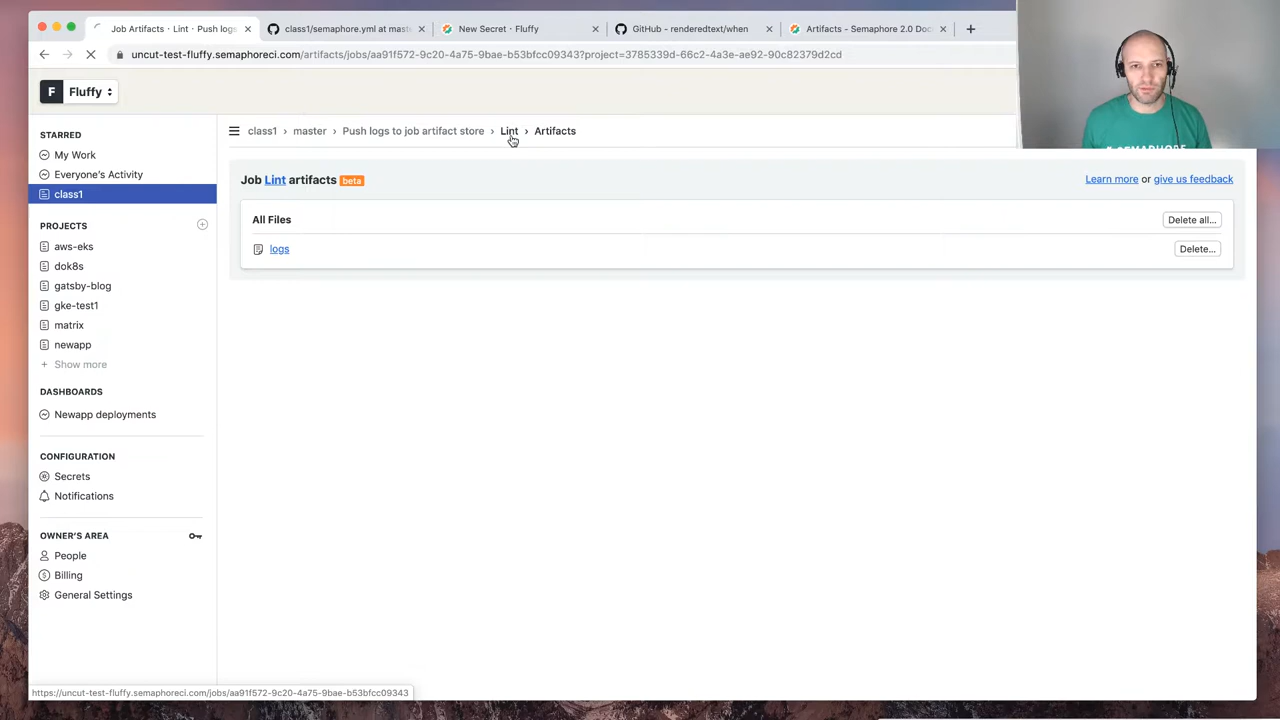 Job Artifacts · Lint · Push logs
class1/semaphore.yml at mast
New Secret · Fluffy
GitHub - renderedtext/when
Artifacts - Semaphore 2.0 Doc
uncut-test-fluffy.semaphoreci.com/artifacts/jobs/aa91f572-9c20-4a75-9bae-b53bfcc09343?project=3785339d-66c2-4a3e-ae92-90c82379d2cd
F Fluffy
STARRED
My Work
Everyone's Activity
class1
PROJECTS
aws-eks
dok8s
gatsby-blog
gke-test1
matrix
newapp
+ Show more
DASHBOARDS
Newapp deployments
CONFIGURATION
Secrets
Notifications
OWNER'S AREA
People
Billing
General Settings
class1 › master › Push logs to job artifact store › Lint › Artifacts
Job Lint artifacts beta
Learn more or give us feedback
All Files
Delete all...
logs
Delete...
https://uncut-test-fluffy.semaphoreci.com/jobs/aa91f572-9c20-4a75-9bae-b53bfcc09343